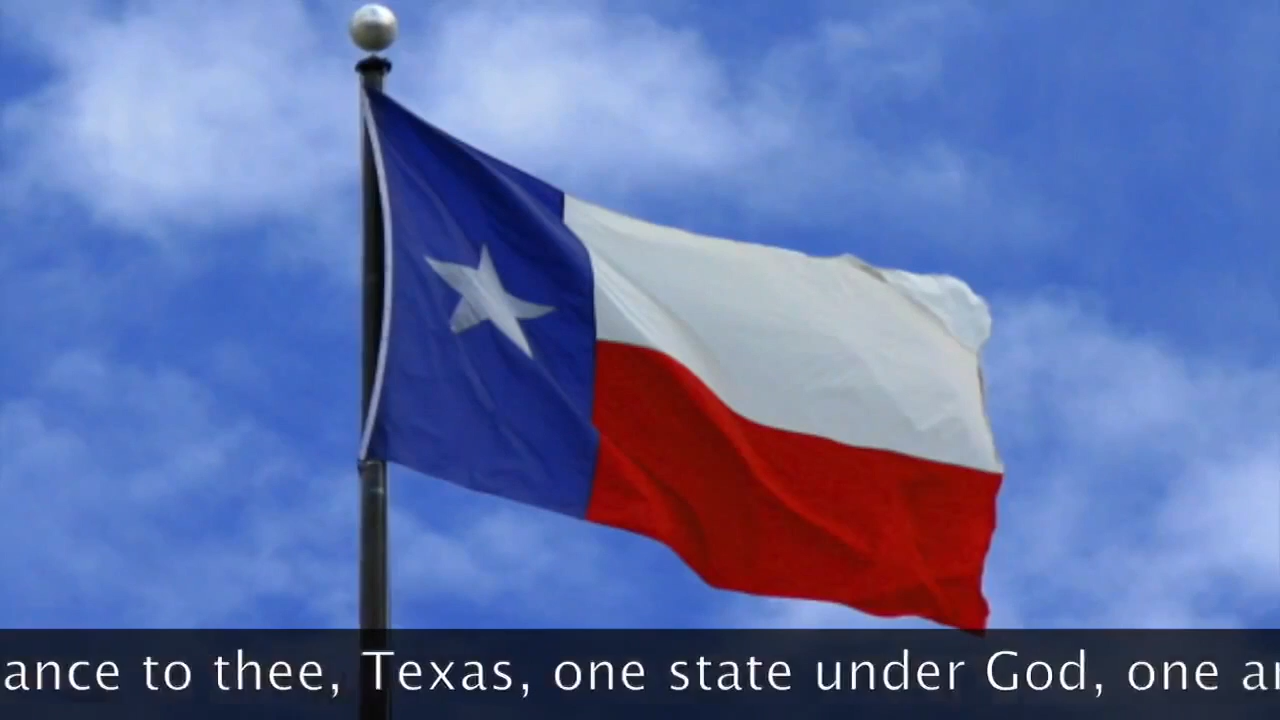 ance to thee, Texas, one state under God, one a